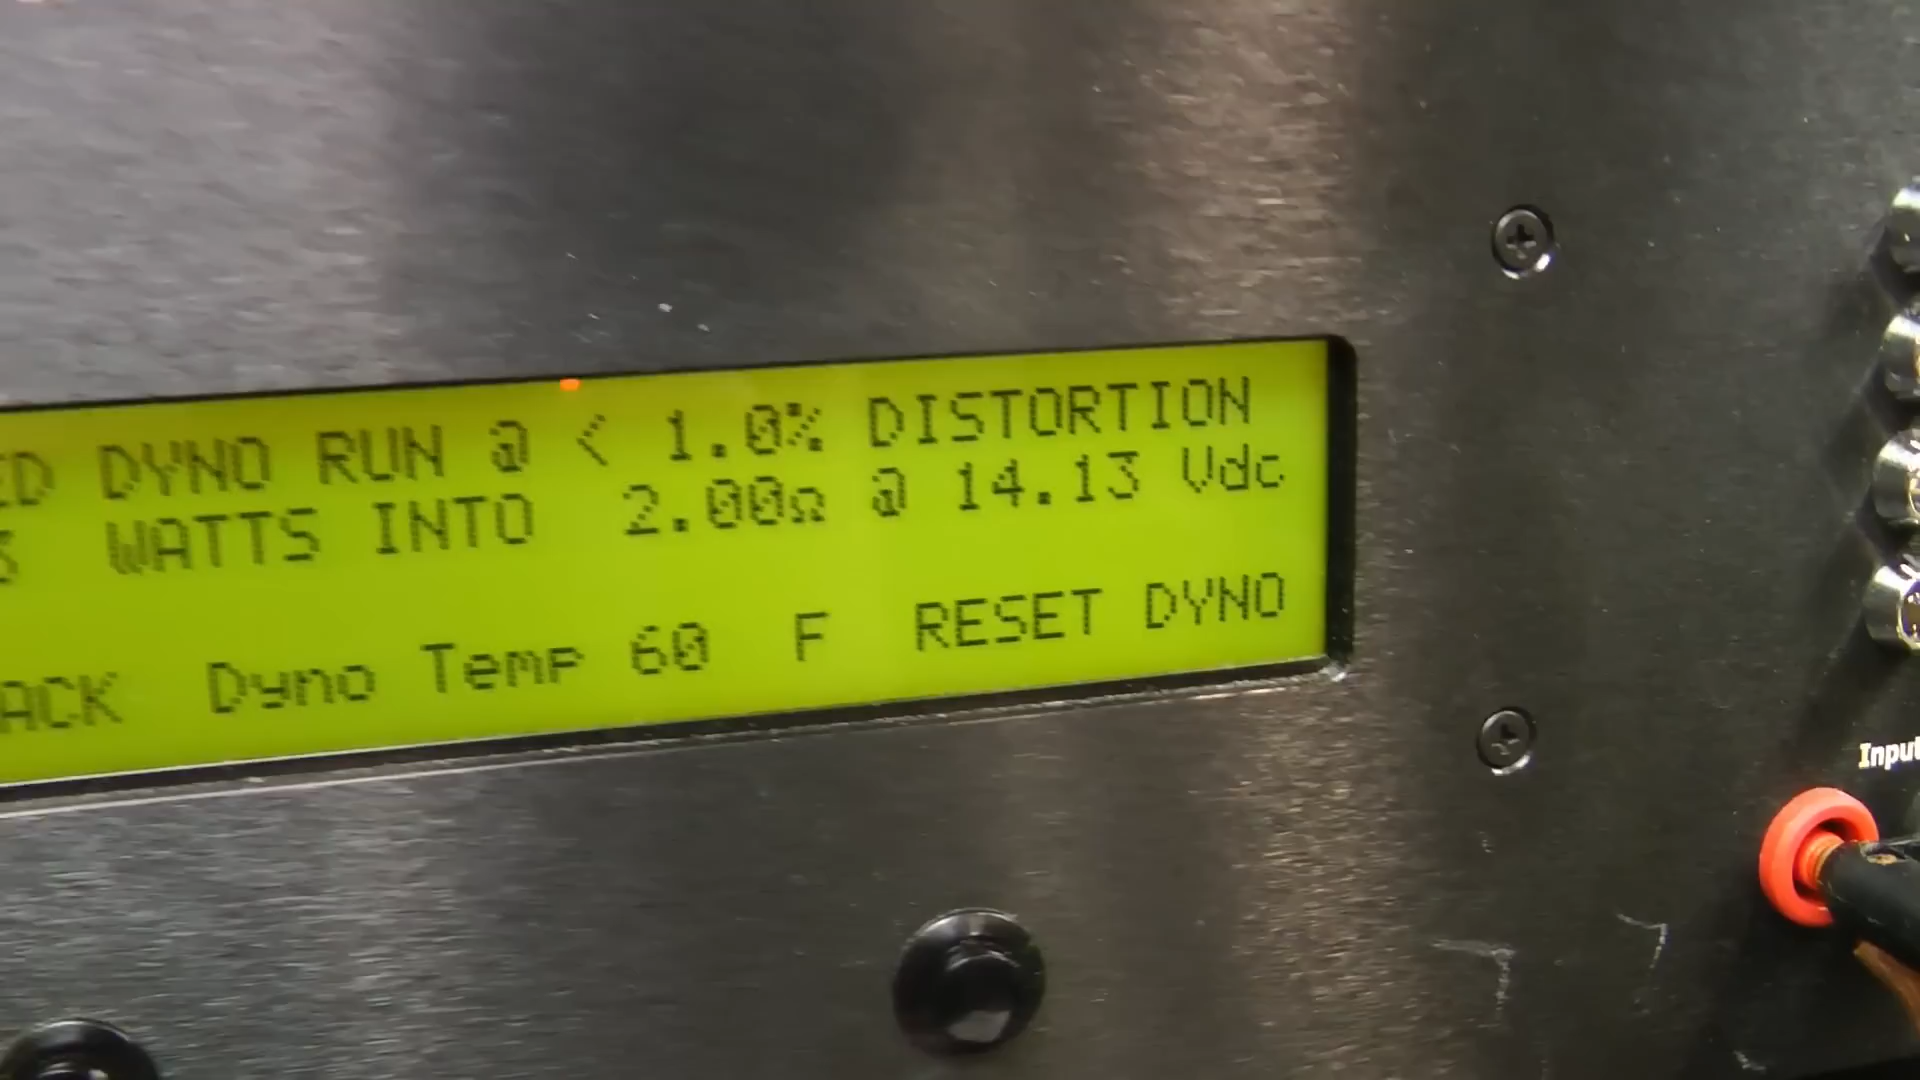 DYNO RUN @ < 1.0% DISTORTION
WATTS INTO 2.00Ω @ 14.13 Vdc
ACK Dyno Temp 60 F RESET DYNO
Input